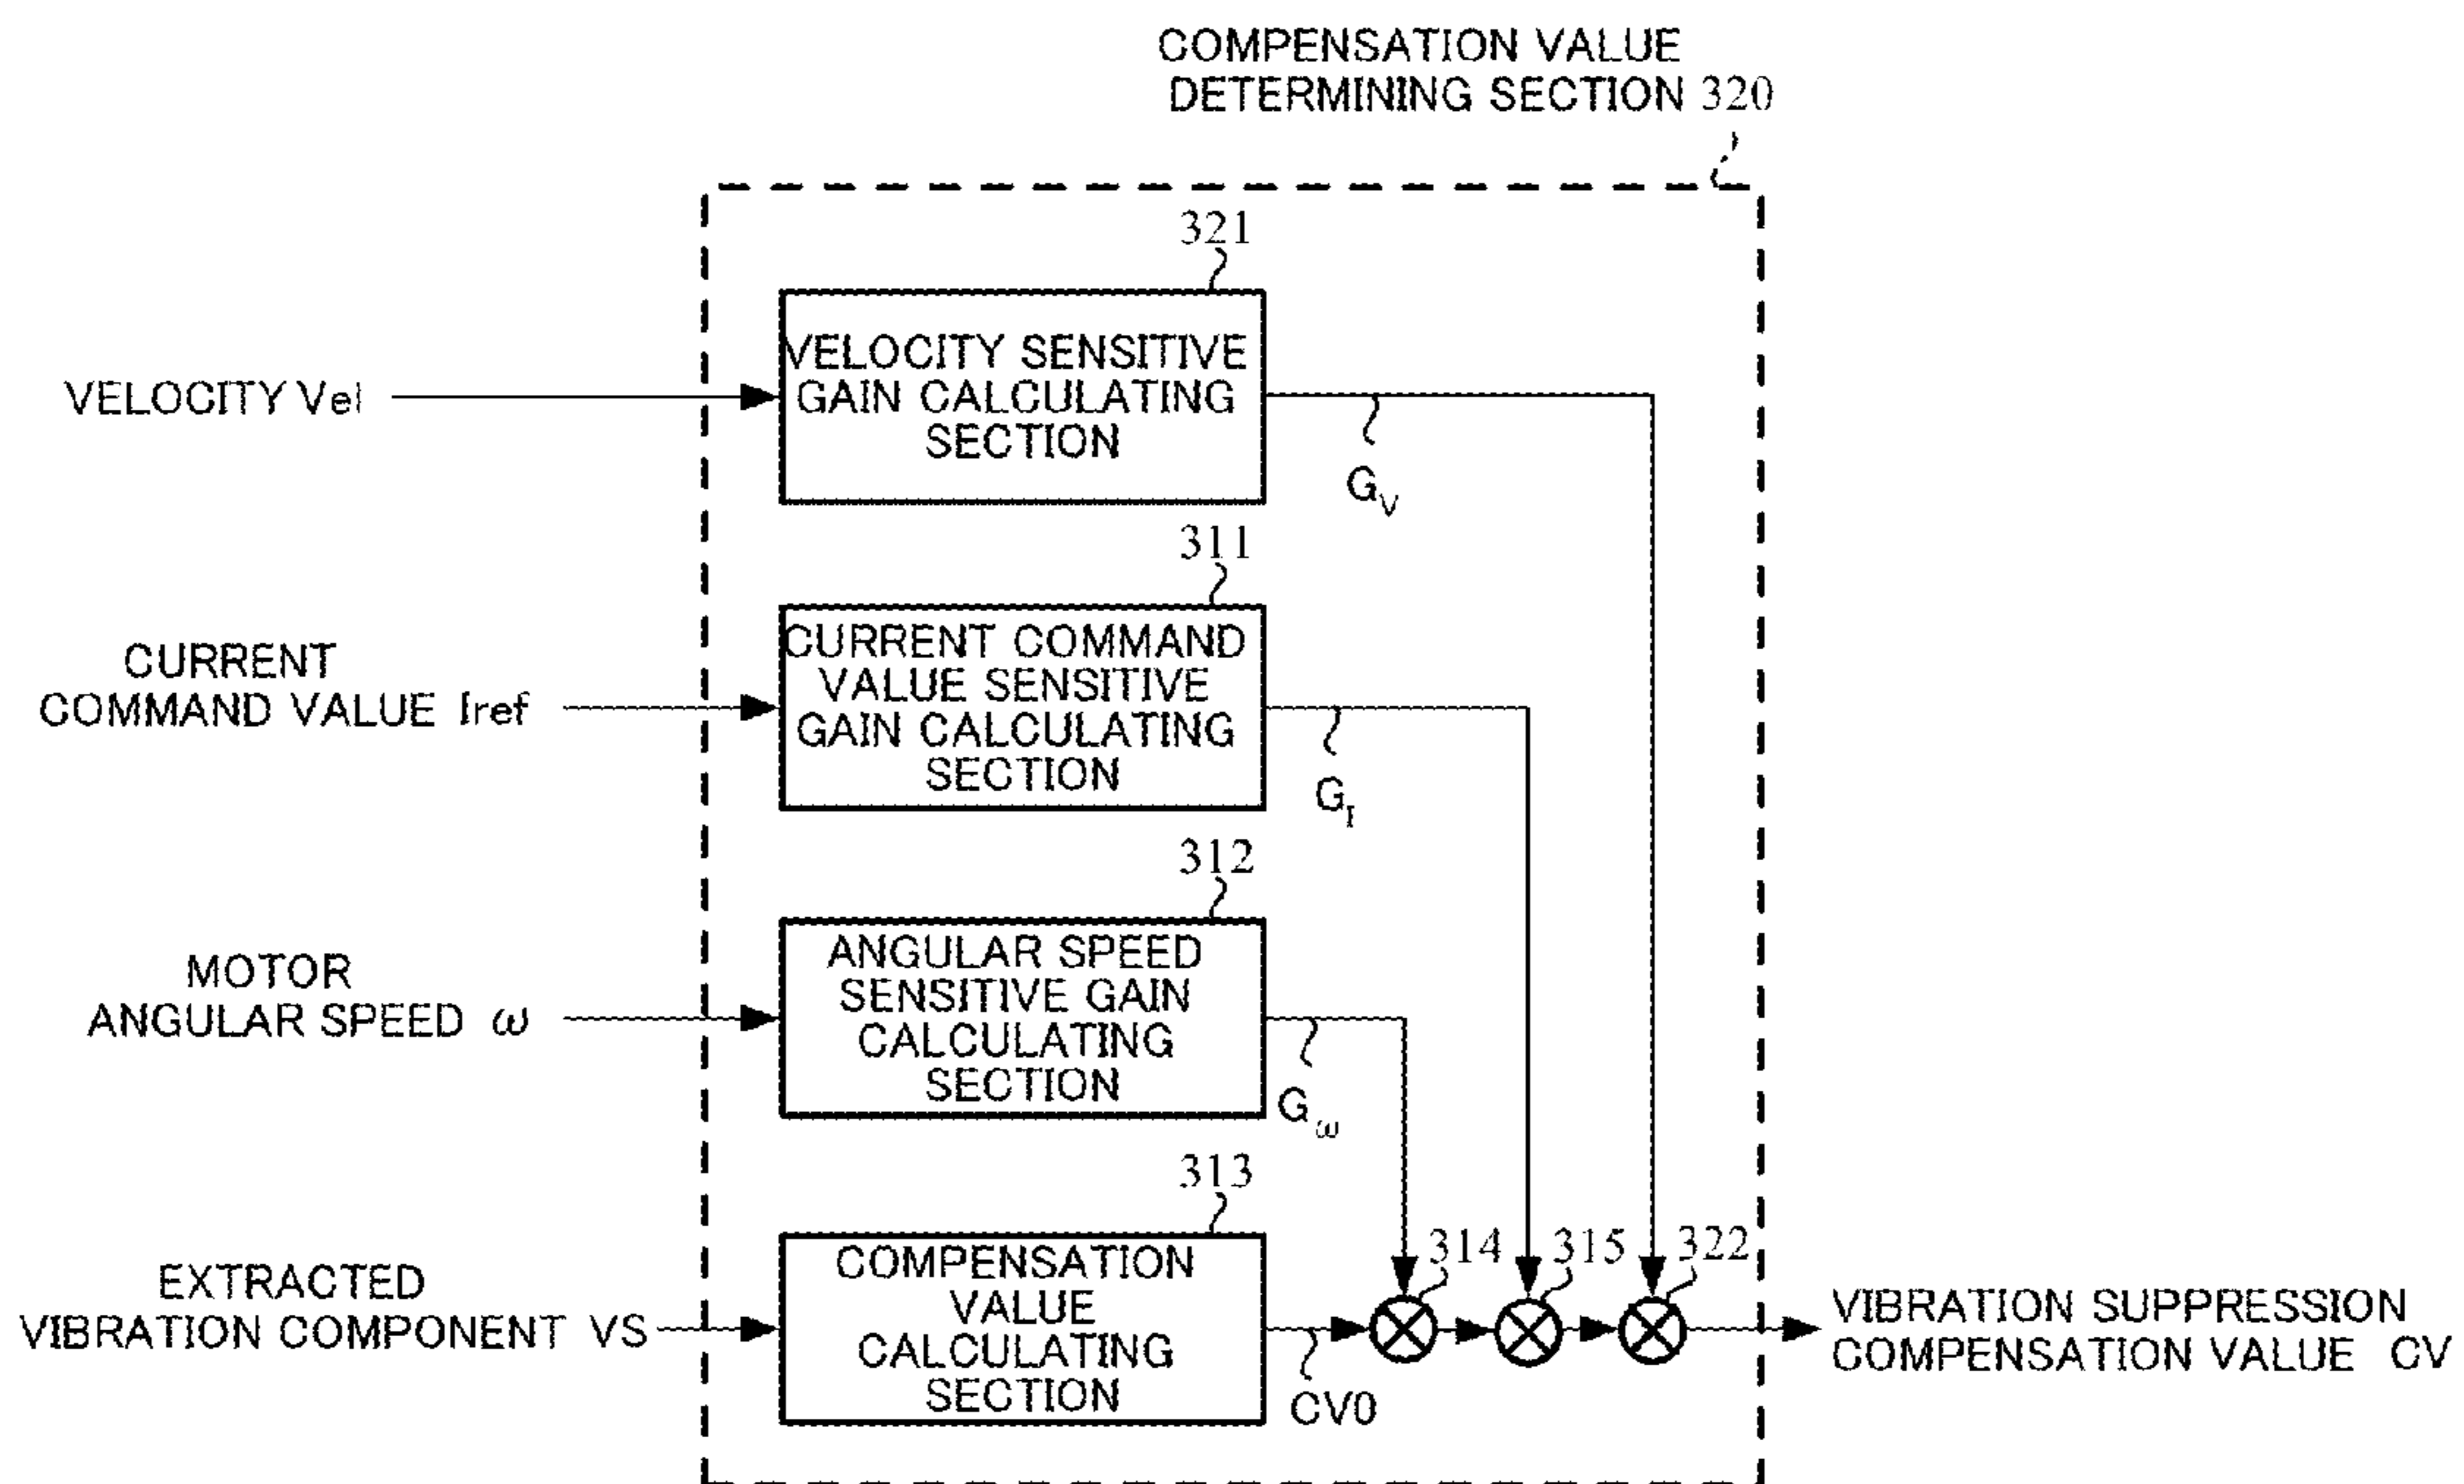 COMPENSATION VALUE
DETERMINING SECTION 320
321
VELOCITY Vel
VELOCITY SENSITIVE
GAIN CALCULATING
SECTION
GV
311
CURRENT
COMMAND VALUE Iref
CURRENT COMMAND
VALUE SENSITIVE
GAIN CALCULATING
SECTION
GI
312
MOTOR
ANGULAR SPEED ω
ANGULAR SPEED
SENSITIVE GAIN
CALCULATING
SECTION
Gω
313
EXTRACTED
VIBRATION COMPONENT VS
COMPENSATION
VALUE
CALCULATING
SECTION
CV0
314
315
322
VIBRATION SUPPRESSION
COMPENSATION VALUE CV